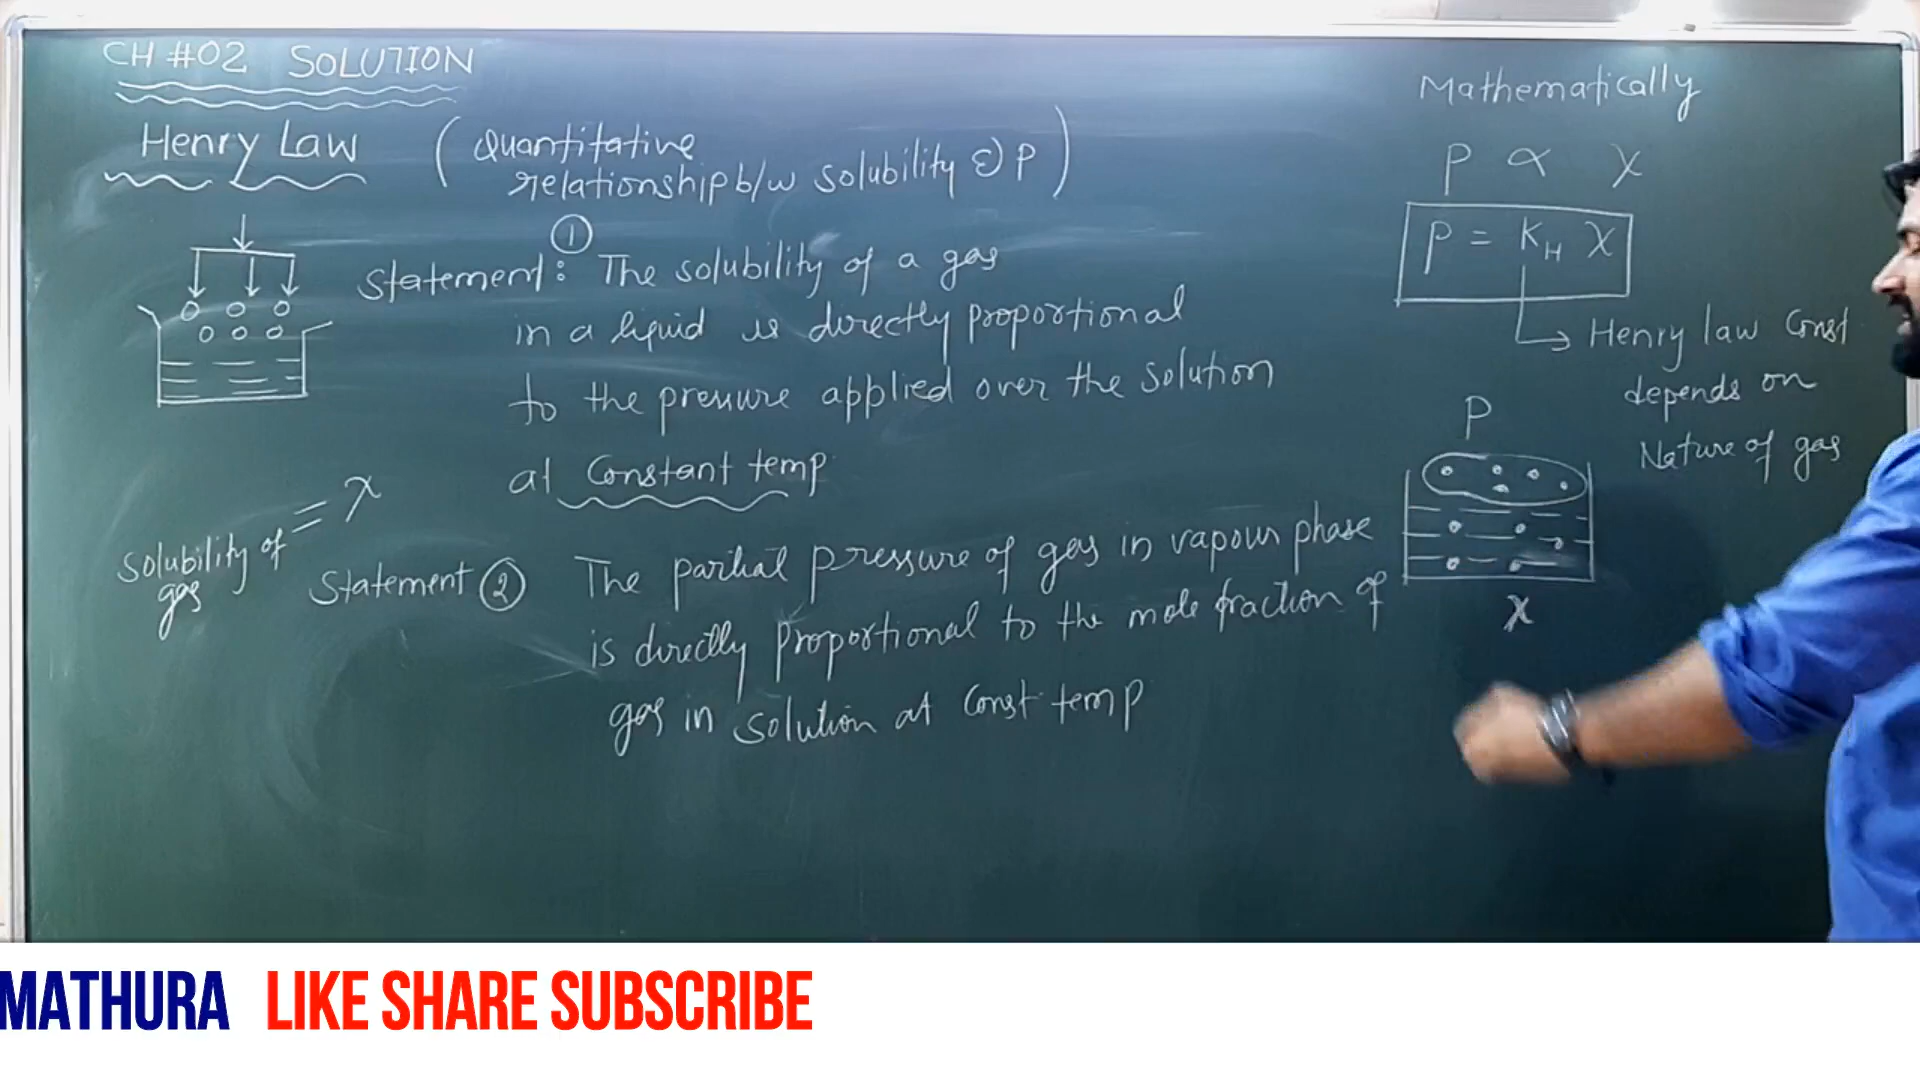 CH #02 SOLUTION
Henry Law
( Quantitative
relationship b/w solubility & P )
①
Statement : The solubility of a gas
in a liquid is directly proportional
to the pressure applied over the solution
at Constant temp
Solubility of = x
gas
Statement ② The partial pressure of gas in vapour phase
is directly proportional to the mole fraction of
gas in solution at Const temp
Mathematically
P ∝ x
P = KH x
Henry law Const
depends on
Nature of gas
P
x
MATHURA LIKE SHARE SUBSCRIBE